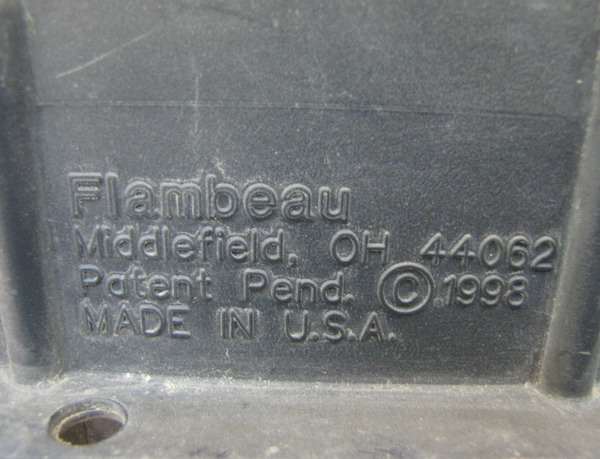 Flambeau
Middlefield, OH 44062
Patent Pend. © 1998
MADE IN U.S.A.